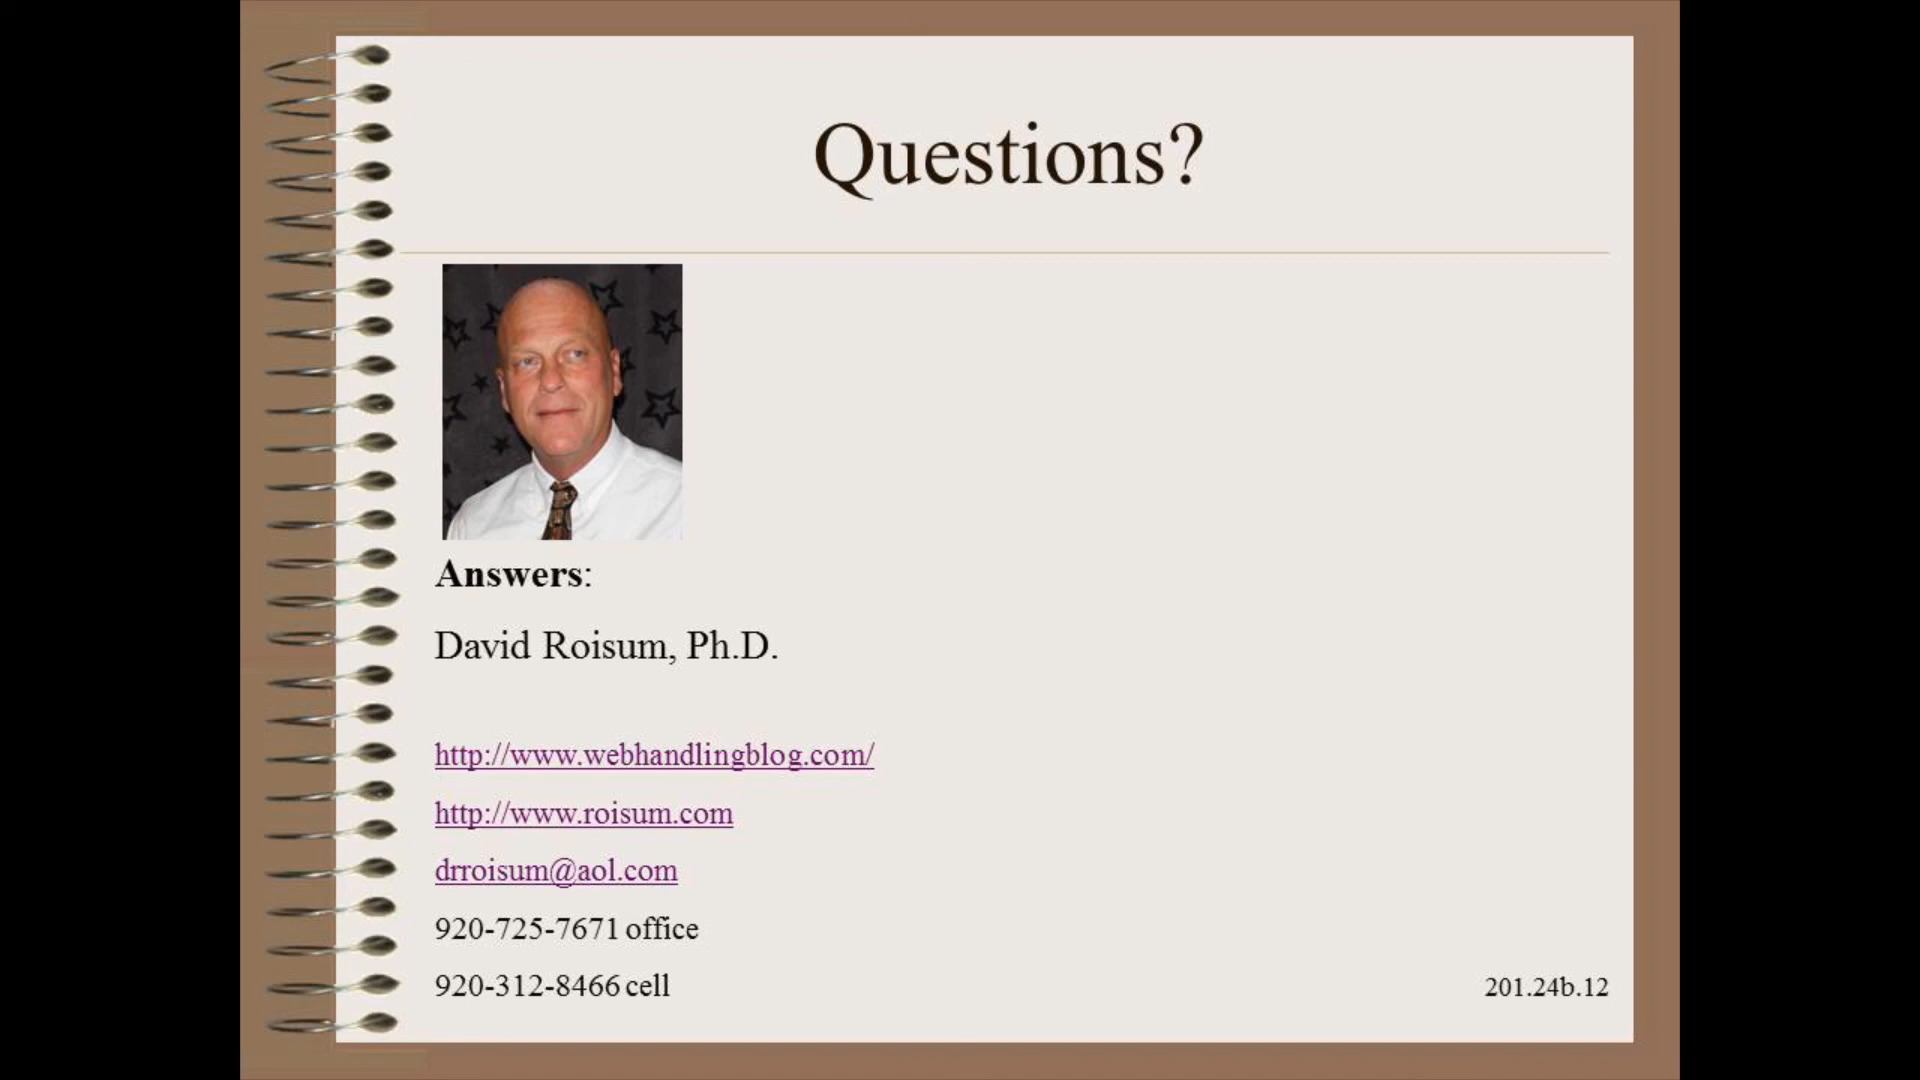 Questions?
Answers:
David Roisum, Ph.D.
http://www.webhandlingblog.com/
http://www.roisum.com
drroisum@aol.com
920-725-7671 office
920-312-8466 cell
201.24b.12